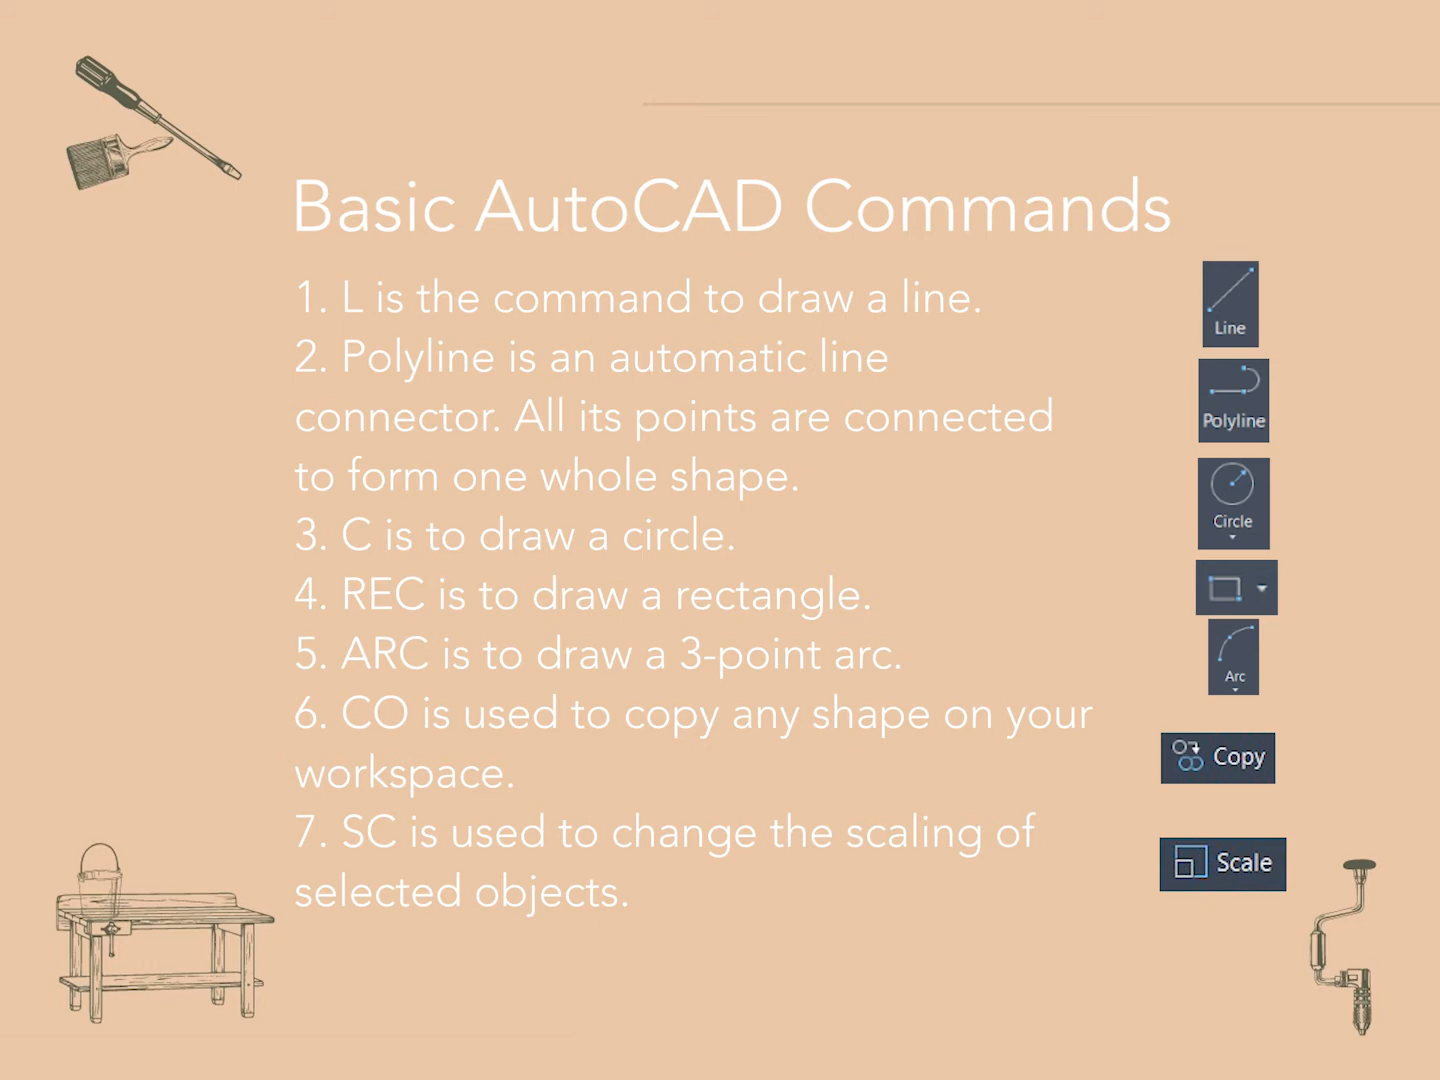 Basic AutoCAD Commands
1. L is the command to draw a line.
2. Polyline is an automatic line
connector. All its points are connected
to form one whole shape.
3. C is to draw a circle.
4. REC is to draw a rectangle.
5. ARC is to draw a 3-point arc.
6. CO is used to copy any shape on your
workspace.
7. SC is used to change the scaling of
selected objects.
Line
Polyline
Circle
Arc
Copy
Scale